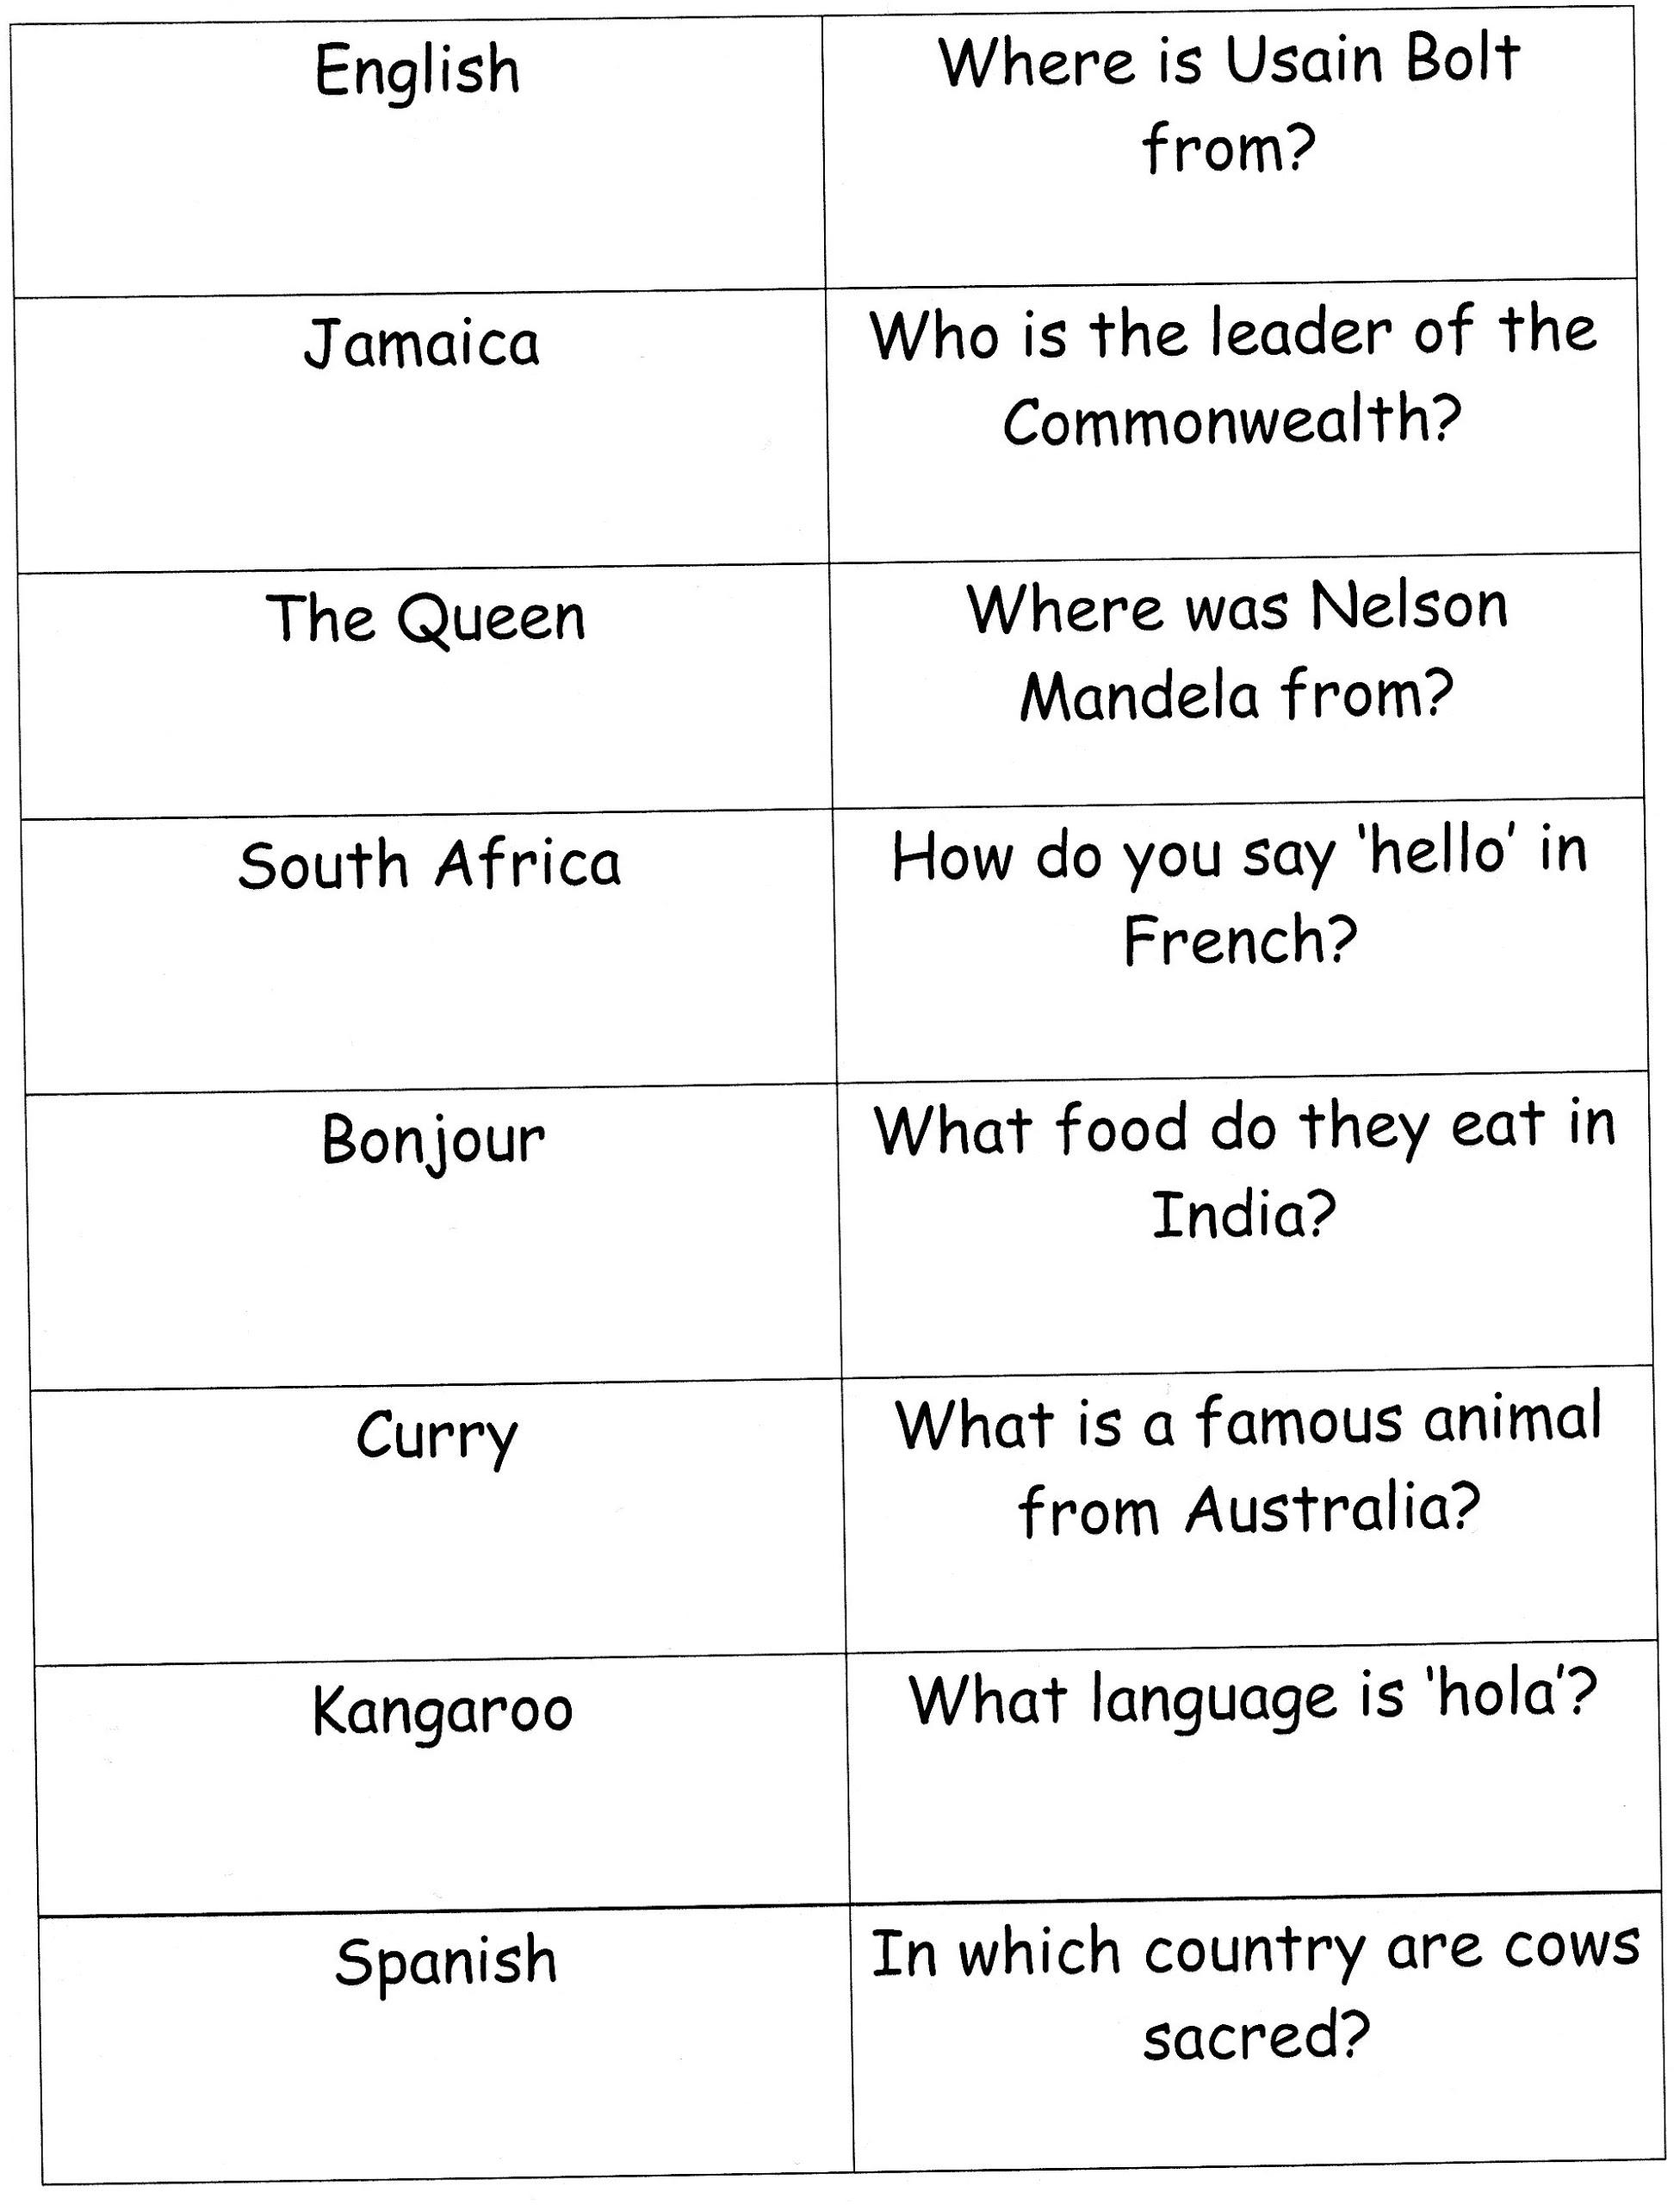 English
Where is Usain Bolt
from?
Jamaica
Who is the leader of the
Commonwealth?
The Queen
Where was Nelson
Mandela from?
South Africa
How do you say 'hello' in
French?
Bonjour
What food do they eat in
India?
Curry
What is a famous animal
from Australia?
Kangaroo
What language is 'hola'?
Spanish
In which country are cows
sacred?